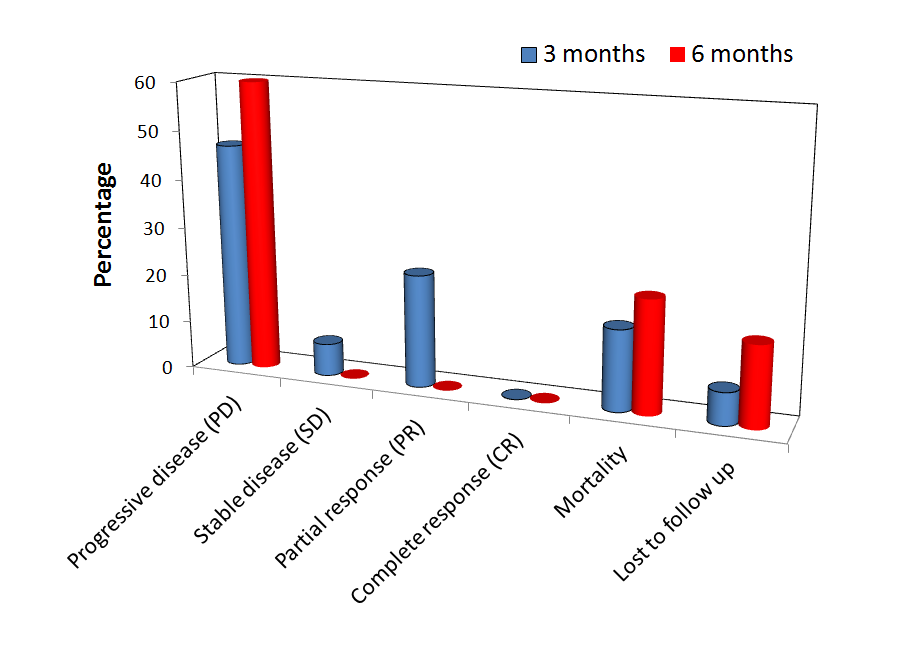 3 months
6 months
Percentage
60
50
40
30
20
10
0
Progressive disease (PD)
Stable disease (SD)
Partial response (PR)
Complete response (CR)
Mortality
Lost to follow up